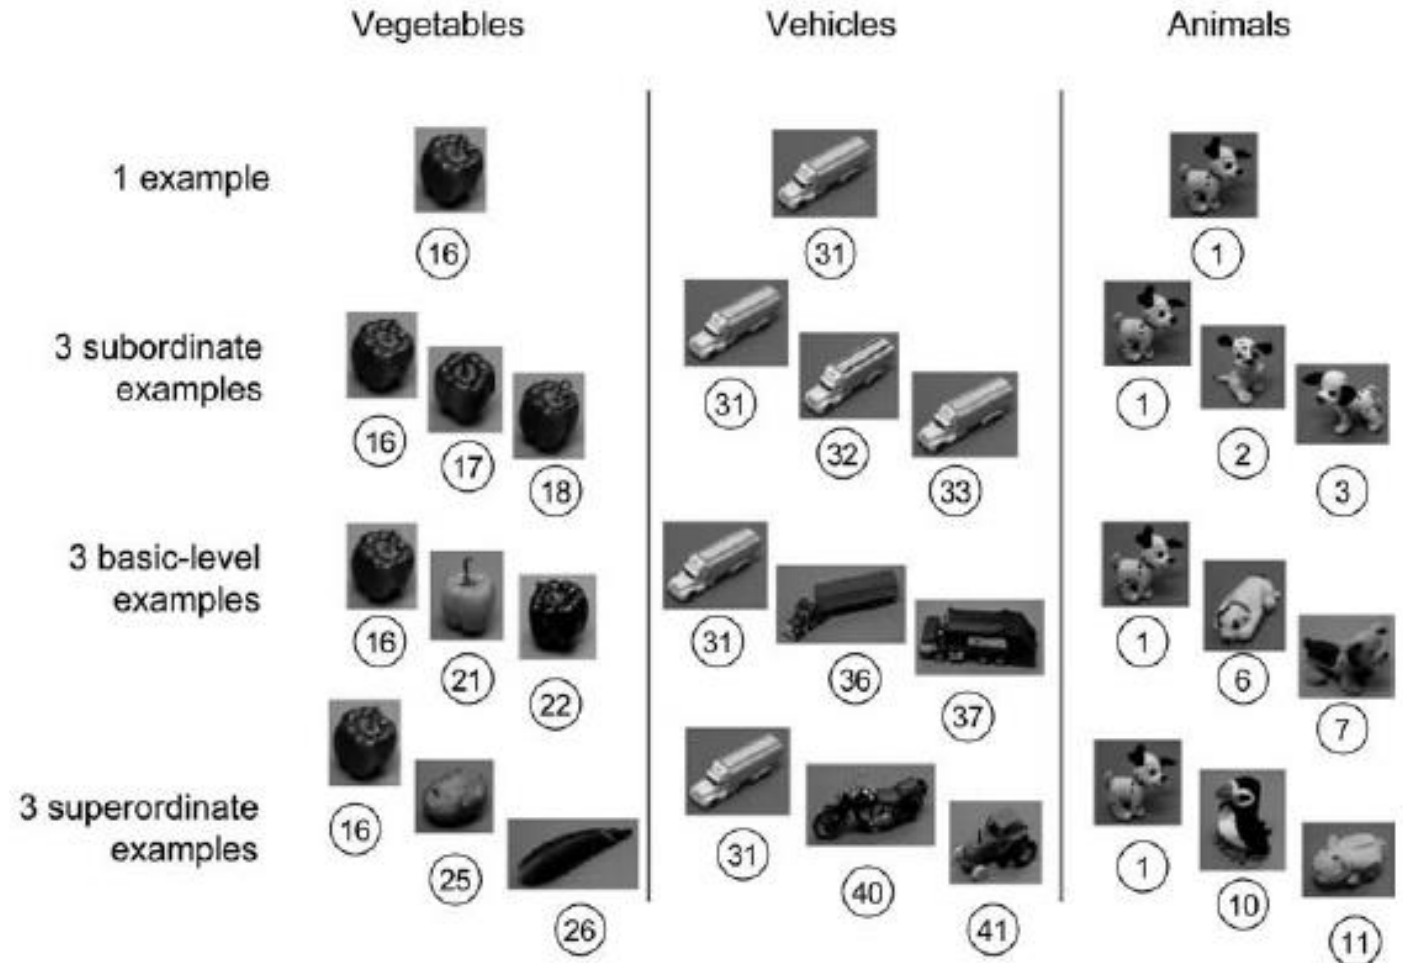 Vegetables Vehicles Animals
1 example
16 31 1
3 subordinate
examples
16 17 18 31 32 33 1 2 3
3 basic-level
examples
16 21 22 31 36 37 1 6 7
3 superordinate
examples
16 25 26 31 40 41 1 10 11